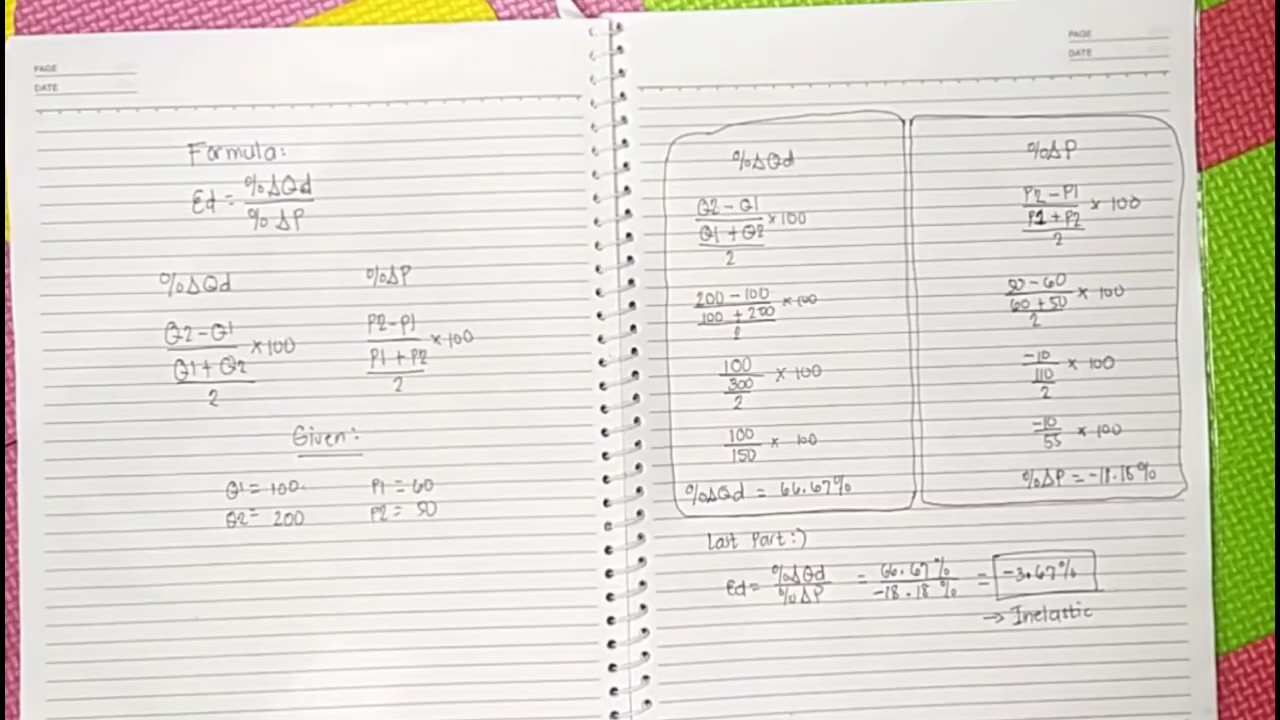 PAGE
DATE
Formula:
Ed = %ΔQd / %ΔP
%ΔQd %ΔP
Q2 - Q1 / Q1 + Q2 / 2 × 100 P2 - P1 / P1 + P2 / 2 × 100
Given:
Q1 = 100 P1 = 60
Q2 = 200 P2 = 50
PAGE
DATE
%ΔQd
Q2 - Q1 / Q1 + Q2 / 2 × 100
200 - 100 / 100 + 200 / 2 × 100
100 / 300 / 2 × 100
100 / 150 × 100
%ΔQd = 66.67%
%ΔP
P2 - P1 / P1 + P2 / 2 × 100
50 - 60 / 60 + 50 / 2 × 100
-10 / 110 / 2 × 100
-10 / 55 × 100
%ΔP = -18.18%
Last Part:)
Ed = %ΔQd / %ΔP = 66.67% / -18.18% = -3.67%
→ Inelastic